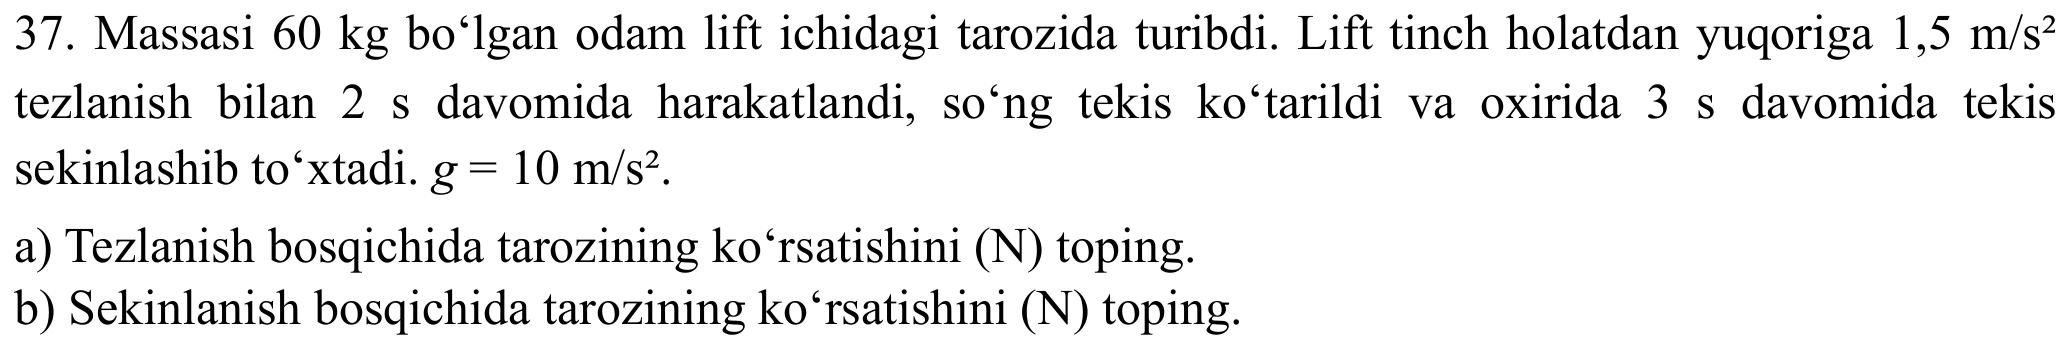 37. Massasi 60 kg bo‘lgan odam lift ichidagi tarozida turibdi. Lift tinch holatdan yuqoriga 1,5 m/s²
tezlanish bilan 2 s davomida harakatlandi, so‘ng tekis ko‘tarildi va oxirida 3 s davomida tekis
sekinlashib to‘xtadi. g = 10 m/s².
a) Tezlanish bosqichida tarozining ko‘rsatishini (N) toping.
b) Sekinlanish bosqichida tarozining ko‘rsatishini (N) toping.